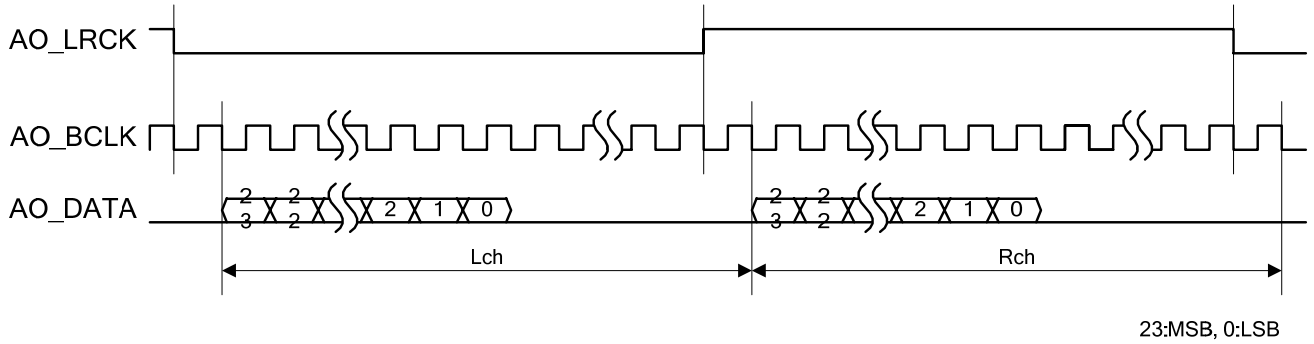 AO_LRCK
AO_BCLK
AO_DATA
23 22 2 1 0 23 22 2 1 0
Lch Rch
23:MSB, 0:LSB